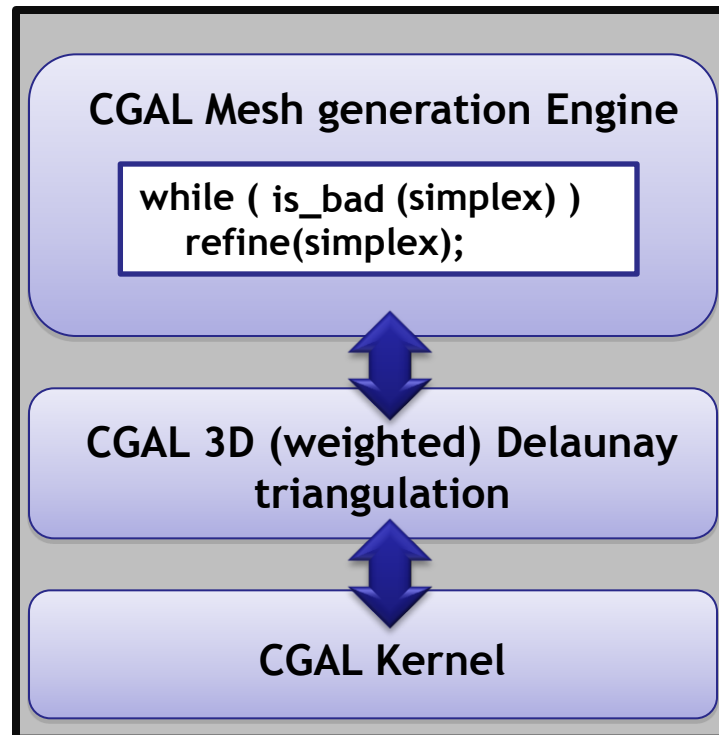 CGAL Mesh generation Engine
while ( is_bad (simplex) )
refine(simplex);
CGAL 3D (weighted) Delaunay
triangulation
CGAL Kernel